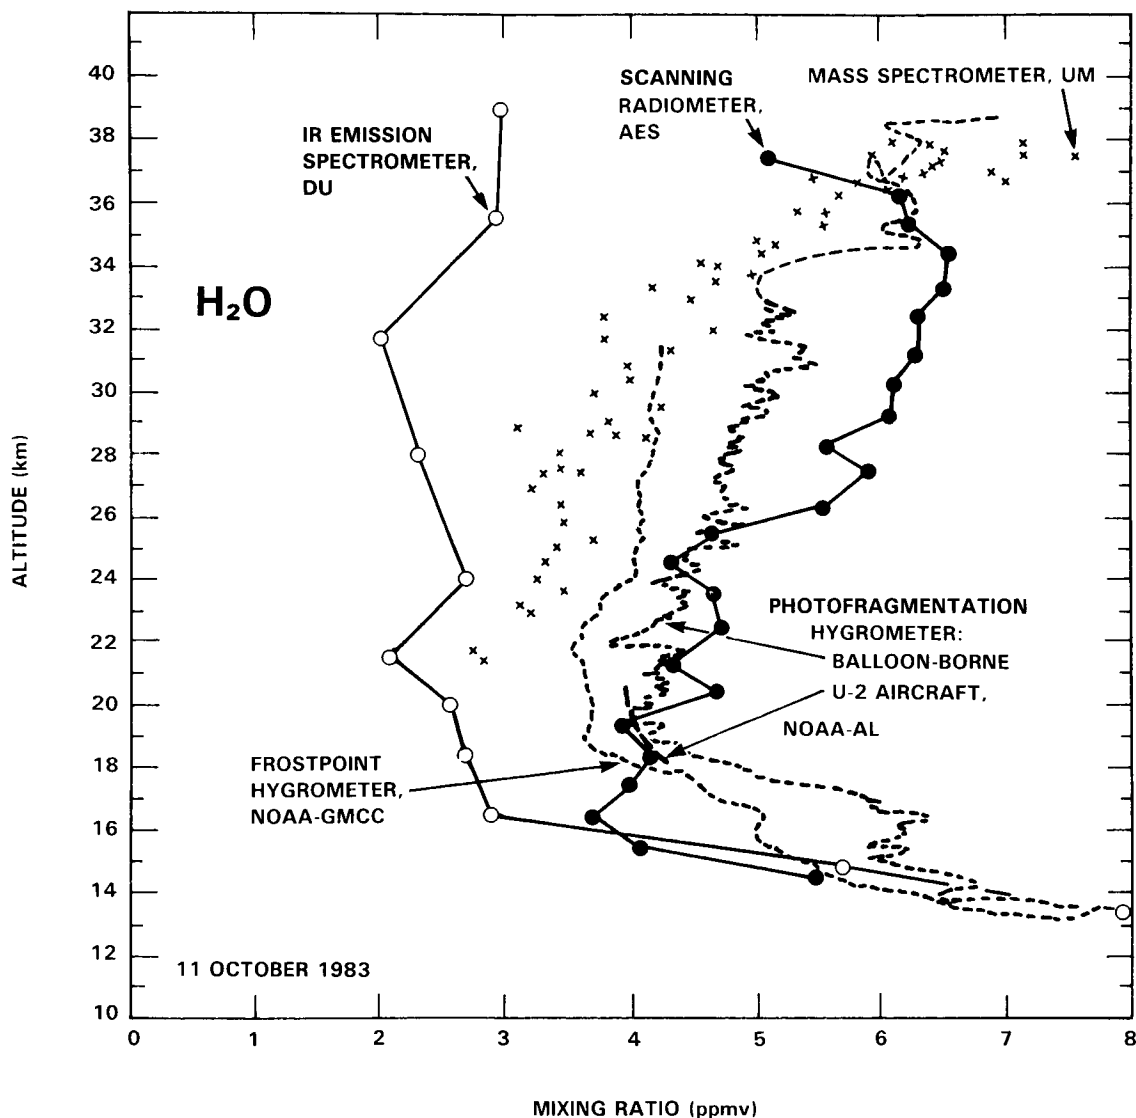 40
38
36
34
32
30
28
26
24
22
20
18
16
14
12
10
ALTITUDE (km)
SCANNING
RADIOMETER,
AES
MASS SPECTROMETER, UM
IR EMISSION
SPECTROMETER,
DU
H₂O
PHOTOFRAGMENTATION
HYGROMETER:
BALLOON-BORNE
U-2 AIRCRAFT,
NOAA-AL
FROSTPOINT
HYGROMETER,
NOAA-GMCC
11 OCTOBER 1983
0 1 2 3 4 5 6 7 8
MIXING RATIO (ppmv)